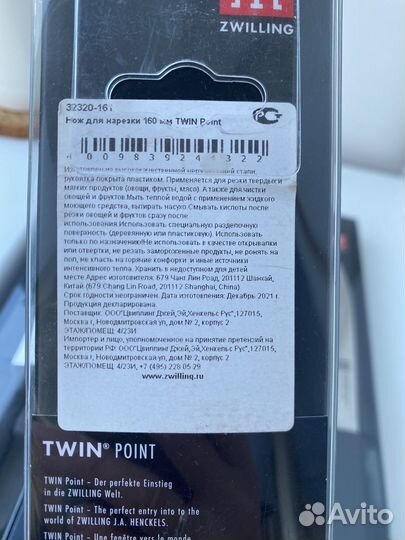 ZWILLING
32320-161
Нож для нарезки 160 мм TWIN Point
4 009839 241322
Изготовлен из высококачественной нержавеющей стали,
рукоятка покрыта пластиком. Применяется для резки твердых и
мягких продуктов (овощи, фрукты, мясо). А также для чистки
овощей и фруктов.Мыть теплой водой с применением жидкого
моющего средства, вытирать насухо. Смывать кислоты после
резки овощей и фруктов сразу после
использования.Использовать специальную разделочную
поверхность (деревянную или пластиковую). Использовать
только по назначению!Не использовать в качестве открывалки
или отвертки, не резать замороженные продукты, не ронять на
пол, не класть на горячие конфорки и иные источники
интенсивного тепла. Хранить в недоступном для детей
месте Адрес изготовителя: 679 Чанг Лин Роад, 201112 Шанхай,
Китай (679 Chang Lin Road, 201112 Shanghai, China)
Срок годности неограничен. Дата изготовления: Декабрь 2021 г.
Продукция декларирована.
Поставщик: ООО"Цвиллинг Джей,Эй,Хенкельс Рус",127015,
Москва г, Новодмитровская ул, дом № 2, корпус 2
ЭТАЖ/ПОМЕЩ: 4/23И
Импортер и лицо, уполномоченное на принятие претензий на
территории РФ: ООО"Цвиллинг Джей,Эй,Хенкельс Рус",127015,
Москва г, Новодмитровская ул, дом № 2, корпус 2
ЭТАЖ/ПОМЕЩ: 4/23И, +7 (495) 228 05 29
www.zwilling.ru
TWIN® POINT
TWIN Point – Der perfekte Einstieg
in die ZWILLING Welt.
TWIN Point – The perfect entry into the
world of ZWILLING J.A. HENCKELS.
TWIN Point – Une fenêtre vers le monde
Avito